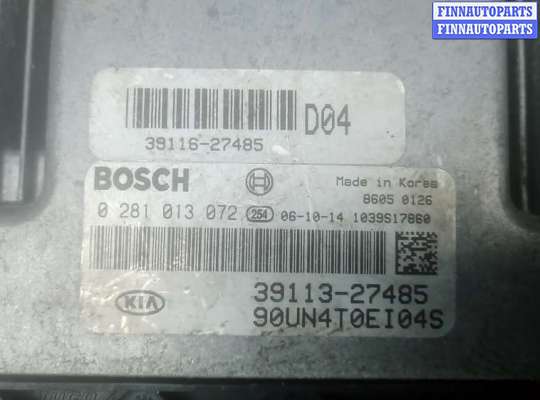 FINNAUTOPARTS
FINNAUTOPARTS
D04
39116-27485
BOSCH
Made in Korea
8605 0126
0 281 013 072 254 06-10-14 1039S17860
KIA
39113-27485
90UN4T0EI04S